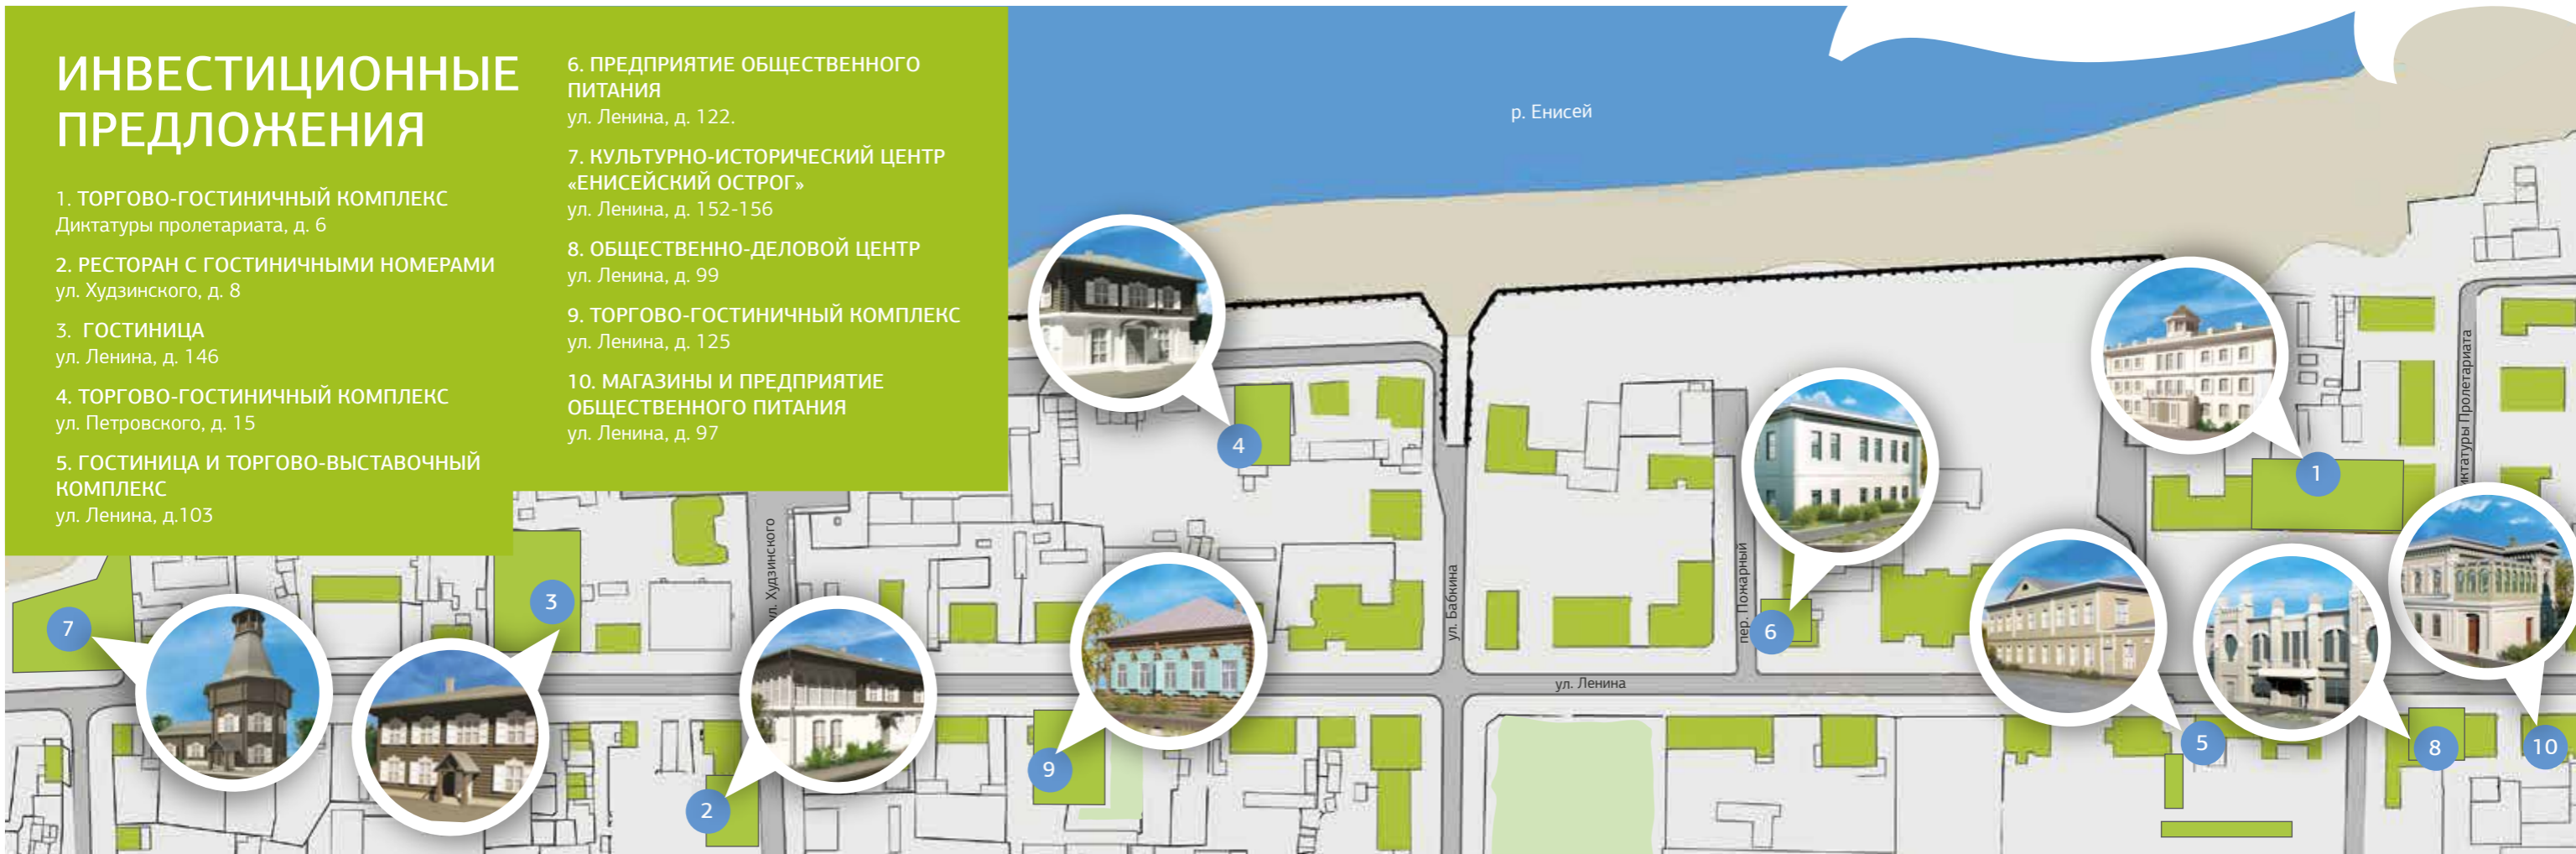 ИНВЕСТИЦИОННЫЕ
ПРЕДЛОЖЕНИЯ
1. ТОРГОВО-ГОСТИНИЧНЫЙ КОМПЛЕКС
Диктатуры пролетариата, д. 6
2. РЕСТОРАН С ГОСТИНИЧНЫМИ НОМЕРАМИ
ул. Худзинского, д. 8
3. ГОСТИНИЦА
ул. Ленина, д. 146
4. ТОРГОВО-ГОСТИНИЧНЫЙ КОМПЛЕКС
ул. Петровского, д. 15
5. ГОСТИНИЦА И ТОРГОВО-ВЫСТАВОЧНЫЙ
КОМПЛЕКС
ул. Ленина, д.103
6. ПРЕДПРИЯТИЕ ОБЩЕСТВЕННОГО
ПИТАНИЯ
ул. Ленина, д. 122.
7. КУЛЬТУРНО-ИСТОРИЧЕСКИЙ ЦЕНТР
«ЕНИСЕЙСКИЙ ОСТРОГ»
ул. Ленина, д. 152-156
8. ОБЩЕСТВЕННО-ДЕЛОВОЙ ЦЕНТР
ул. Ленина, д. 99
9. ТОРГОВО-ГОСТИНИЧНЫЙ КОМПЛЕКС
ул. Ленина, д. 125
10. МАГАЗИНЫ И ПРЕДПРИЯТИЕ
ОБЩЕСТВЕННОГО ПИТАНИЯ
ул. Ленина, д. 97
р. Енисей
4
1
иктатуры Пролетариата
7
3
ул. Худзинского
ул. Бабкина
пер. Пожарный
6
ул. Ленина
2
9
5
8
10